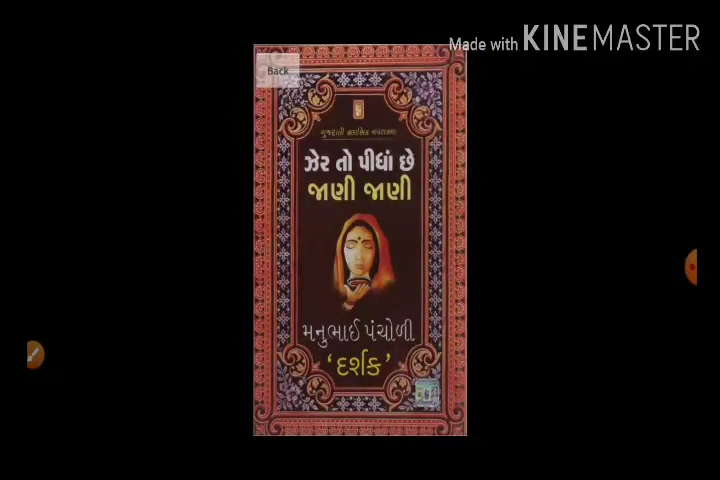 Made with KINEMASTER
Back
ગુજરાતી ક્લાસિક નવલકથા
ઝેર તો પીધાં છે
જાણી જાણી
મનુભાઈ પંચોળી
‘દર્શક’